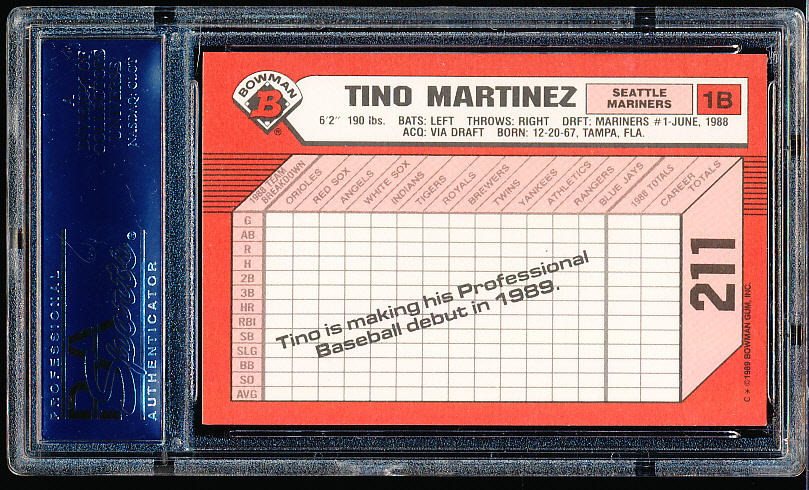 BOWMAN
B
®
TINO MARTINEZ
SEATTLE
MARINERS
1B
6'2" 190 lbs. BATS: LEFT THROWS: RIGHT DRFT: MARINERS #1-JUNE, 1988
ACQ: VIA DRAFT BORN: 12-20-67, TAMPA, FLA.
1988 TEAM
BREAKDOWN
ORIOLES
RED SOX
ANGELS
WHITE SOX
INDIANS
TIGERS
ROYALS
BREWERS
TWINS
YANKEES
ATHLETICS
RANGERS
BLUE JAYS
1988 TOTALS
CAREER
TOTALS
G
AB
R
H
2B
3B
HR
RBI
SB
SLG
BB
SO
AVG
Tino is making his Professional
Baseball debut in 1989.
211
C * ©1989 BOWMAN GUM, INC.
PROFESSIONAL
PSA
Sports
AUTHENTICATOR